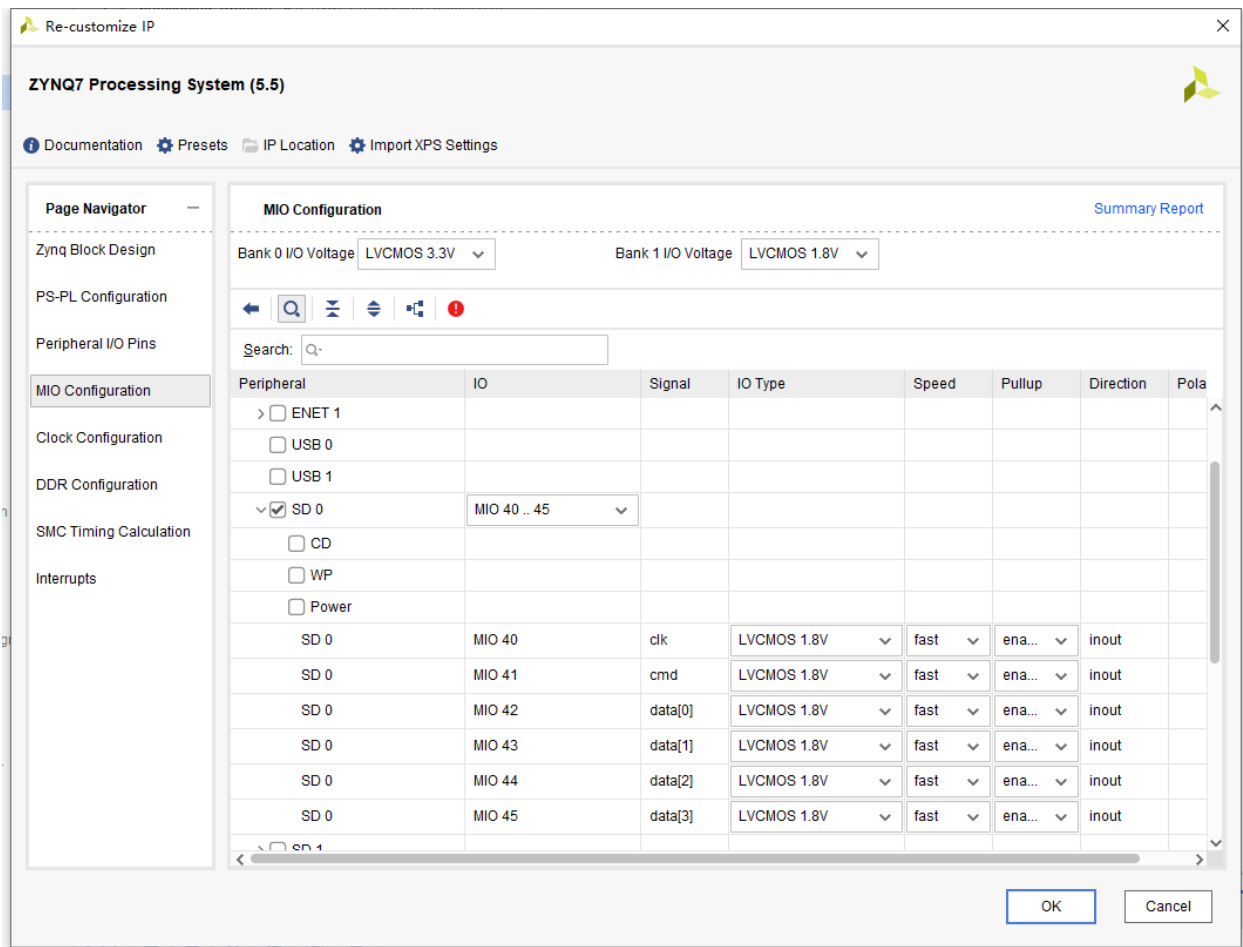 Re-customize IP
ZYNQ7 Processing System (5.5)
Documentation Presets IP Location Import XPS Settings
Page Navigator
Zynq Block Design
PS-PL Configuration
Peripheral I/O Pins
MIO Configuration
Clock Configuration
DDR Configuration
SMC Timing Calculation
Interrupts
MIO Configuration Summary Report
Bank 0 I/O Voltage LVCMOS 3.3V Bank 1 I/O Voltage LVCMOS 1.8V
Search:
Peripheral IO Signal IO Type Speed Pullup Direction Pola
ENET 1
USB 0
USB 1
SD 0 MIO 40 .. 45
CD
WP
Power
SD 0 MIO 40 clk LVCMOS 1.8V fast ena... inout
SD 0 MIO 41 cmd LVCMOS 1.8V fast ena... inout
SD 0 MIO 42 data[0] LVCMOS 1.8V fast ena... inout
SD 0 MIO 43 data[1] LVCMOS 1.8V fast ena... inout
SD 0 MIO 44 data[2] LVCMOS 1.8V fast ena... inout
SD 0 MIO 45 data[3] LVCMOS 1.8V fast ena... inout
SD 1
OK Cancel